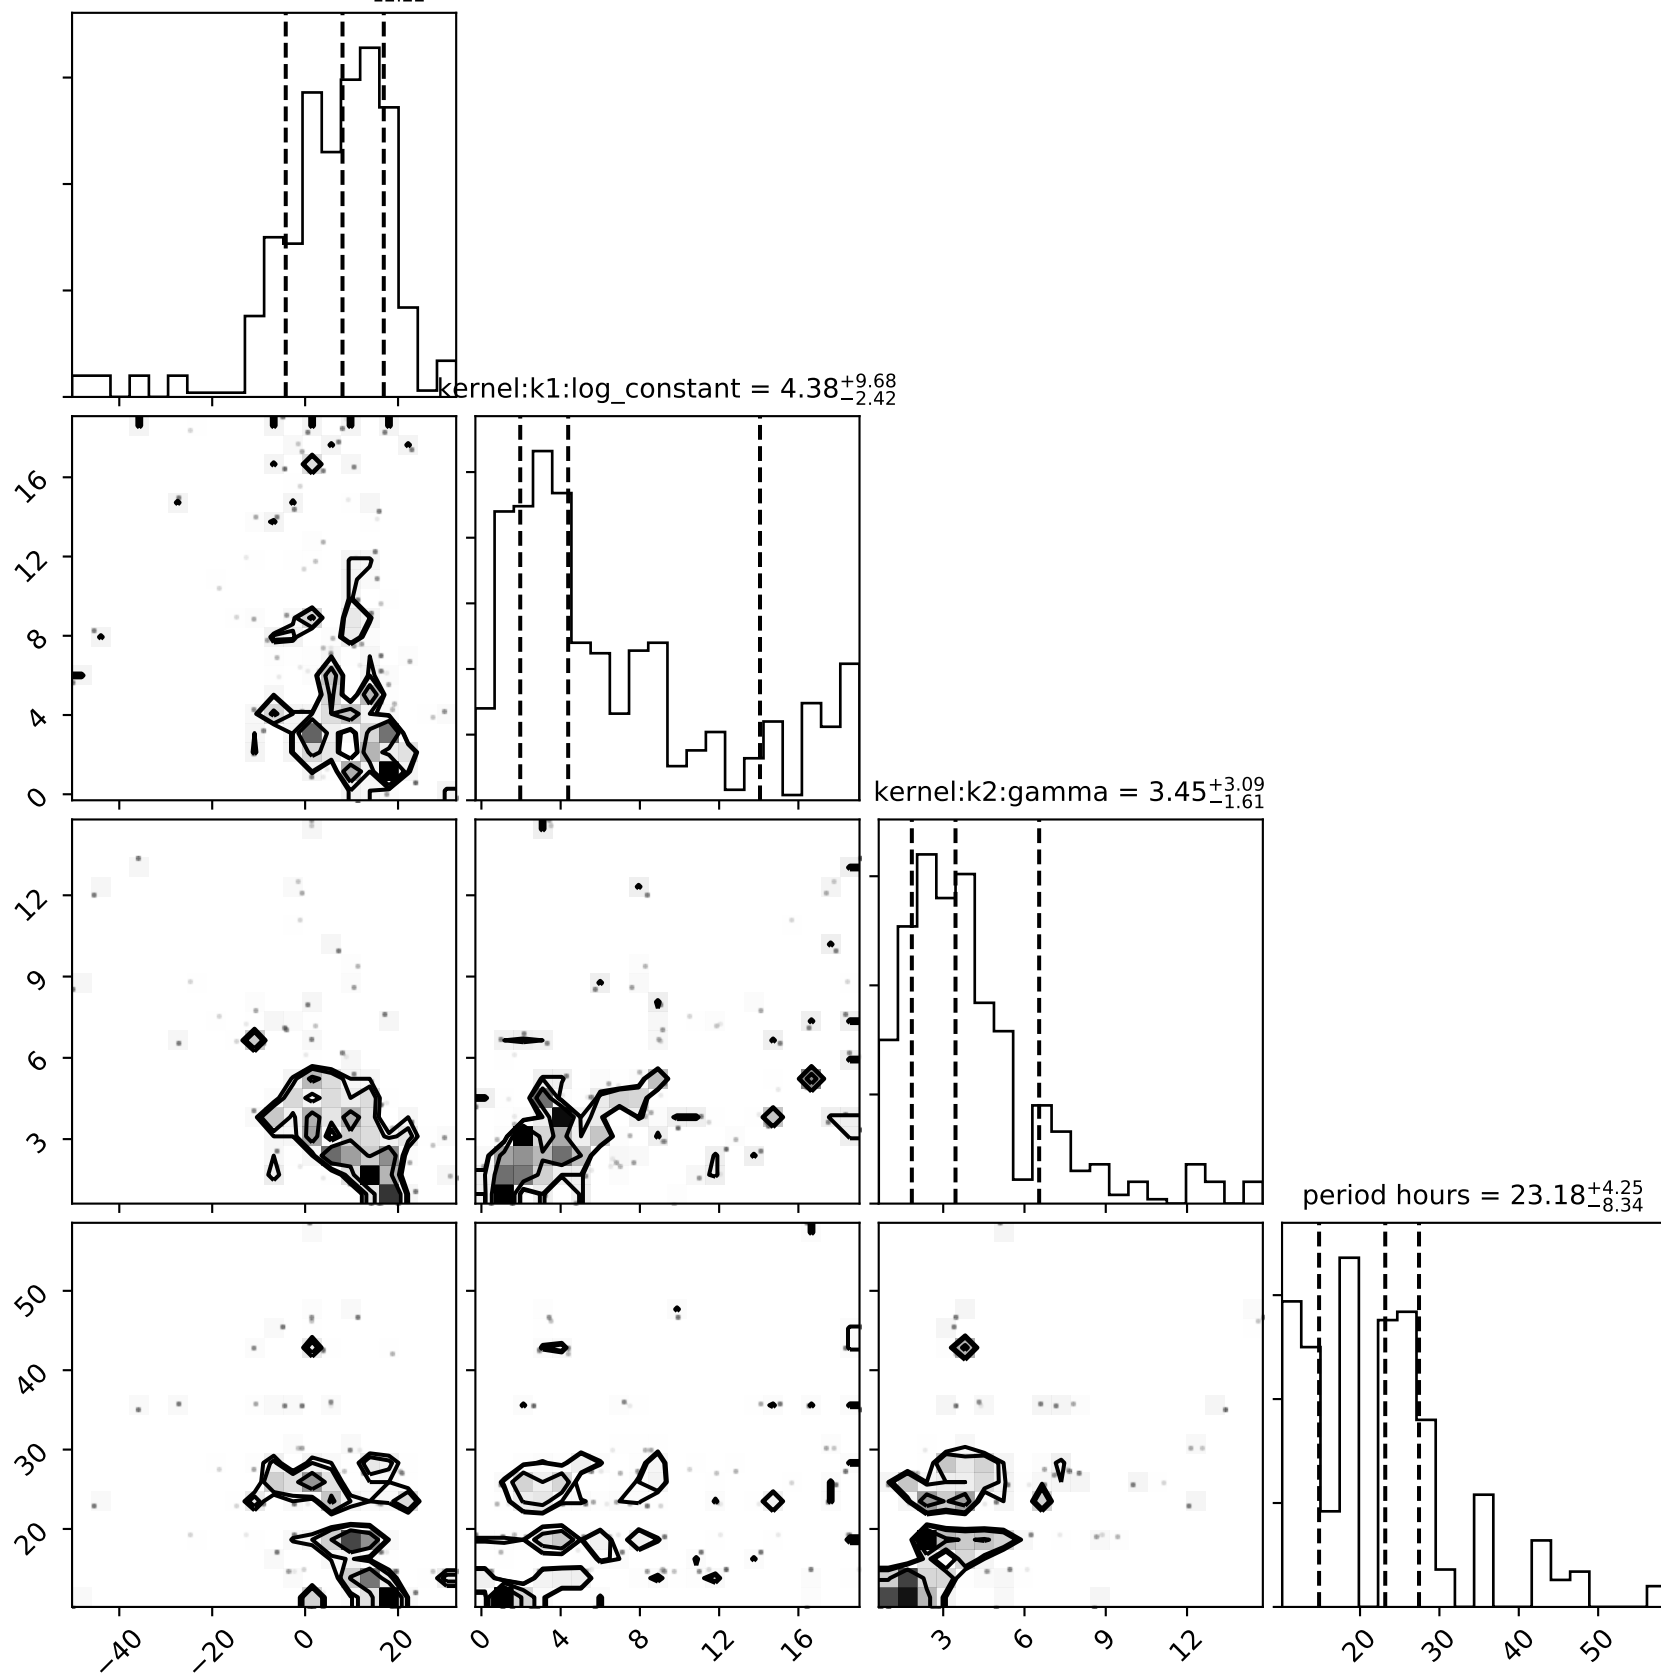 kernel:k1:log_constant = 4.38 +9.68 −2.42
kernel:k2:gamma = 3.45 +3.09 −1.61
period hours = 23.18 +4.25 −8.34
16
12
8
4
0
12
9
6
3
50
40
30
20
−40 −20 0 20
0 4 8 12 16
3 6 9 12
20 30 40 50